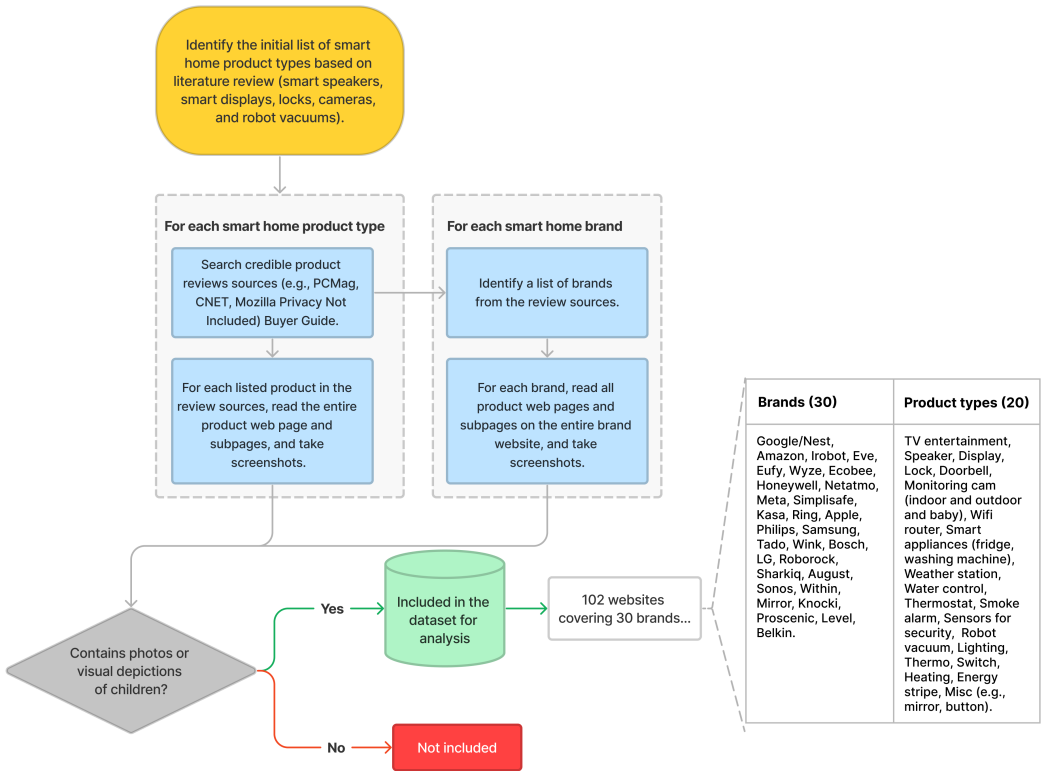 Identify the initial list of smart
home product types based on
literature review (smart speakers,
smart displays, locks, cameras,
and robot vacuums).
For each smart home product type
Search credible product
reviews sources (e.g., PCMag,
CNET, Mozilla Privacy Not
Included) Buyer Guide.
For each listed product in the
review sources, read the entire
product web page and
subpages, and take
screenshots.
For each smart home brand
Identify a list of brands
from the review sources.
For each brand, read all
product web pages and
subpages on the entire brand
website, and take
screenshots.
Contains photos or
visual depictions
of children?
Yes
Included in the
dataset for
analysis
102 websites
covering 30 brands...
No
Not included
Brands (30)
Google/Nest,
Amazon, Irobot, Eve,
Eufy, Wyze, Ecobee,
Honeywell, Netatmo,
Meta, Simplisafe,
Kasa, Ring, Apple,
Philips, Samsung,
Tado, Wink, Bosch,
LG, Roborock,
Sharkiq, August,
Sonos, Within,
Mirror, Knocki,
Proscenic, Level,
Belkin.
Product types (20)
TV entertainment,
Speaker, Display,
Lock, Doorbell,
Monitoring cam
(indoor and outdoor
and baby), Wifi
router, Smart
appliances (fridge,
washing machine),
Weather station,
Water control,
Thermostat, Smoke
alarm, Sensors for
security, Robot
vacuum, Lighting,
Thermo, Switch,
Heating, Energy
stripe, Misc (e.g.,
mirror, button).